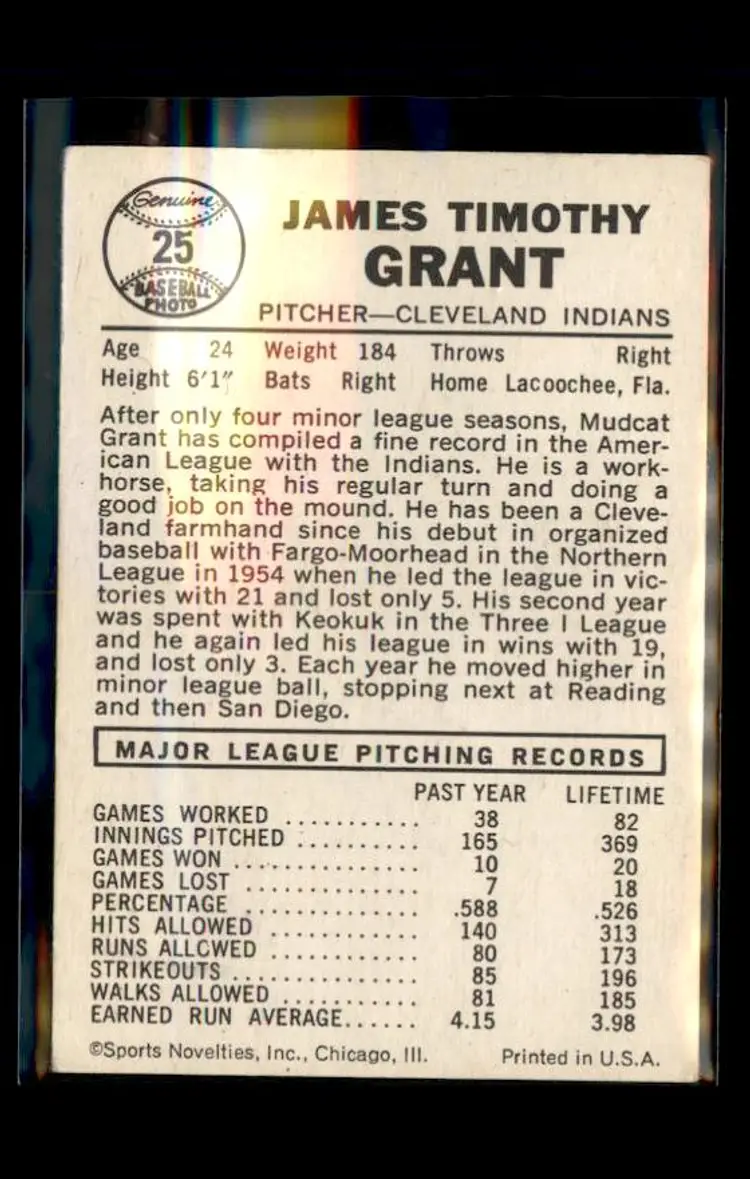 Genuine
25
BASEBALL
PHOTO
JAMES TIMOTHY
GRANT
PITCHER—CLEVELAND INDIANS
Age 24 Weight 184 Throws Right
Height 6'1" Bats Right Home Lacoochee, Fla.
After only four minor league seasons, Mudcat
Grant has compiled a fine record in the Amer-
ican League with the Indians. He is a work-
horse, taking his regular turn and doing a
good job on the mound. He has been a Cleve-
land farmhand since his debut in organized
baseball with Fargo-Moorhead in the Northern
League in 1954 when he led the league in vic-
tories with 21 and lost only 5. His second year
was spent with Keokuk in the Three I League
and he again led his league in wins with 19,
and lost only 3. Each year he moved higher in
minor league ball, stopping next at Reading
and then San Diego.
MAJOR LEAGUE PITCHING RECORDS
PAST YEAR LIFETIME
GAMES WORKED ........... 38 82
INNINGS PITCHED .......... 165 369
GAMES WON .............. 10 20
GAMES LOST ............. 7 18
PERCENTAGE ............. .588 .526
HITS ALLOWED ........... 140 313
RUNS ALLOWED ........... 80 173
STRIKEOUTS .............. 85 196
WALKS ALLOWED .......... 81 185
EARNED RUN AVERAGE...... 4.15 3.98
©Sports Novelties, Inc., Chicago, Ill. Printed in U.S.A.